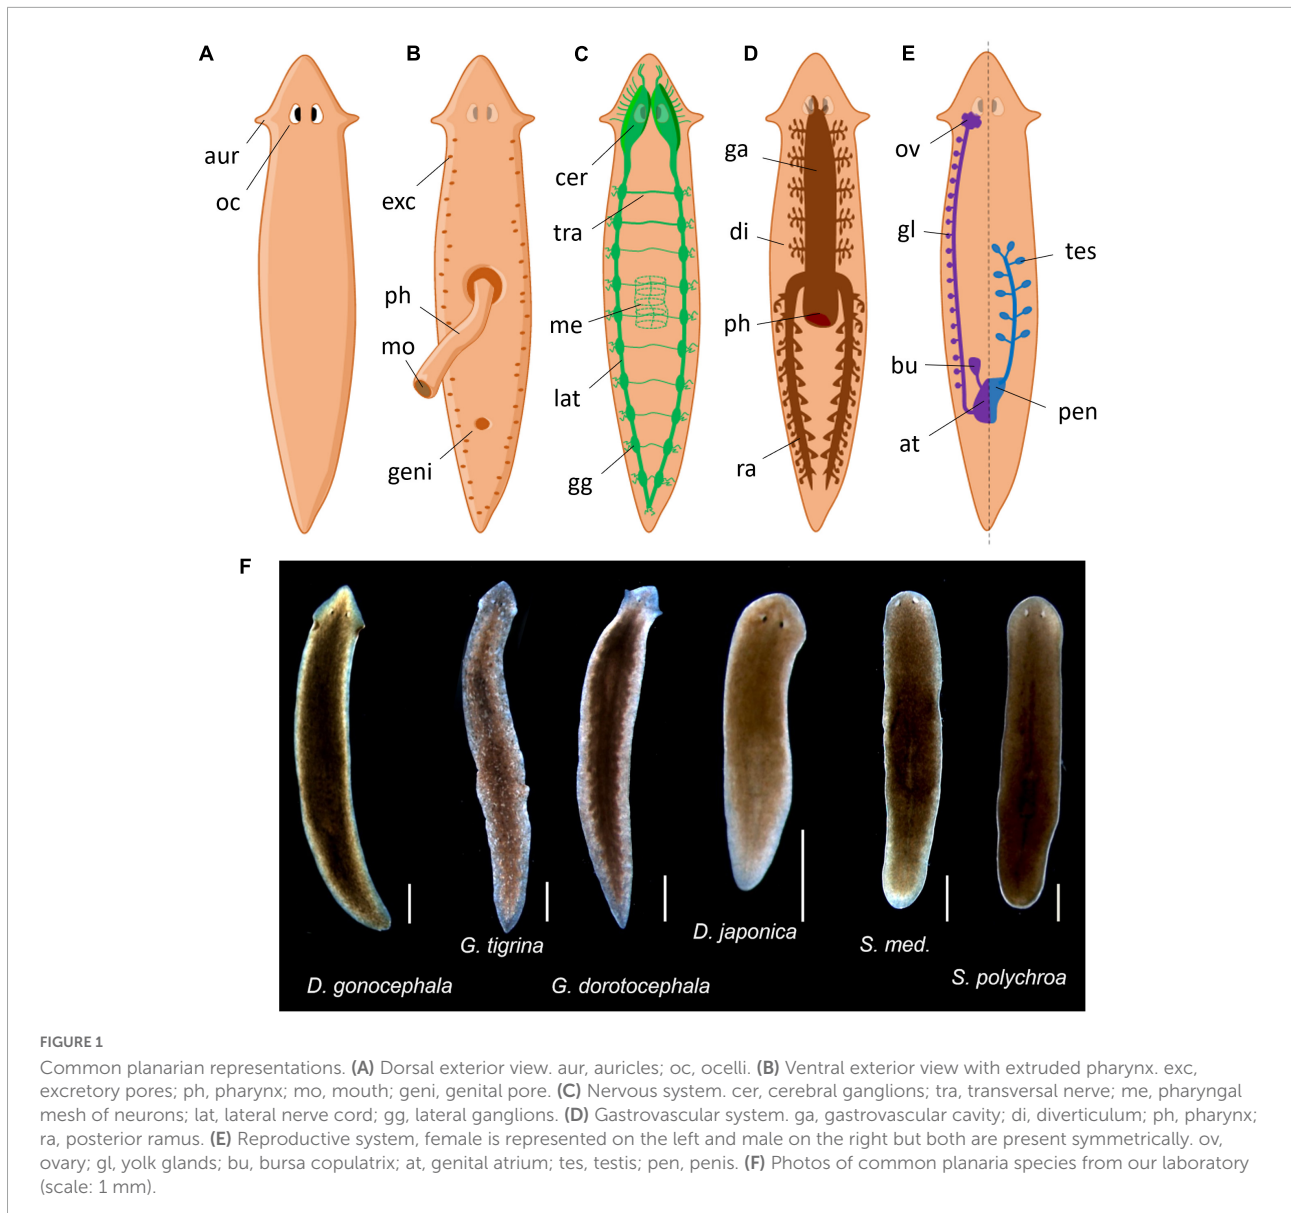 A
B
C
D
E
aur
oc
exc
ph
mo
geni
cer
tra
me
lat
gg
ga
di
ph
ra
ov
gl
tes
bu
pen
at
F
G. tigrina
D. japonica
S. med.
D. gonocephala
G. dorotocephala
S. polychroa
FIGURE 1
Common planarian representations. (A) Dorsal exterior view. aur, auricles; oc, ocelli. (B) Ventral exterior view with extruded pharynx. exc,
excretory pores; ph, pharynx; mo, mouth; geni, genital pore. (C) Nervous system. cer, cerebral ganglions; tra, transversal nerve; me, pharyngal
mesh of neurons; lat, lateral nerve cord; gg, lateral ganglions. (D) Gastrovascular system. ga, gastrovascular cavity; di, diverticulum; ph, pharynx;
ra, posterior ramus. (E) Reproductive system, female is represented on the left and male on the right but both are present symmetrically. ov,
ovary; gl, yolk glands; bu, bursa copulatrix; at, genital atrium; tes, testis; pen, penis. (F) Photos of common planaria species from our laboratory
(scale: 1 mm).